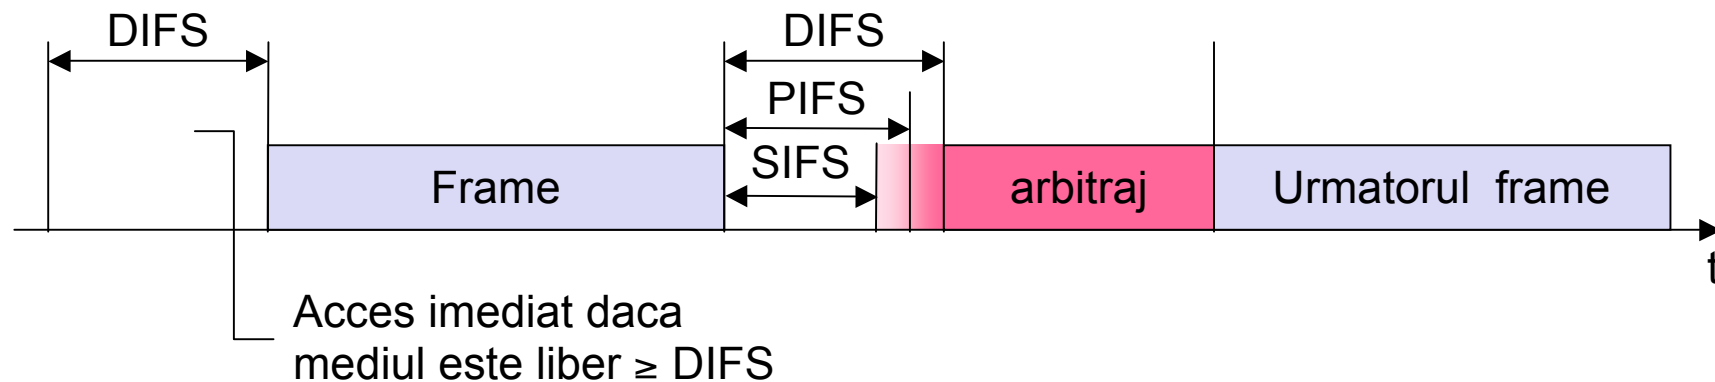 DIFS
DIFS
PIFS
SIFS
Frame
arbitraj
Urmatorul frame
t
Acces imediat daca
mediul este liber ≥ DIFS